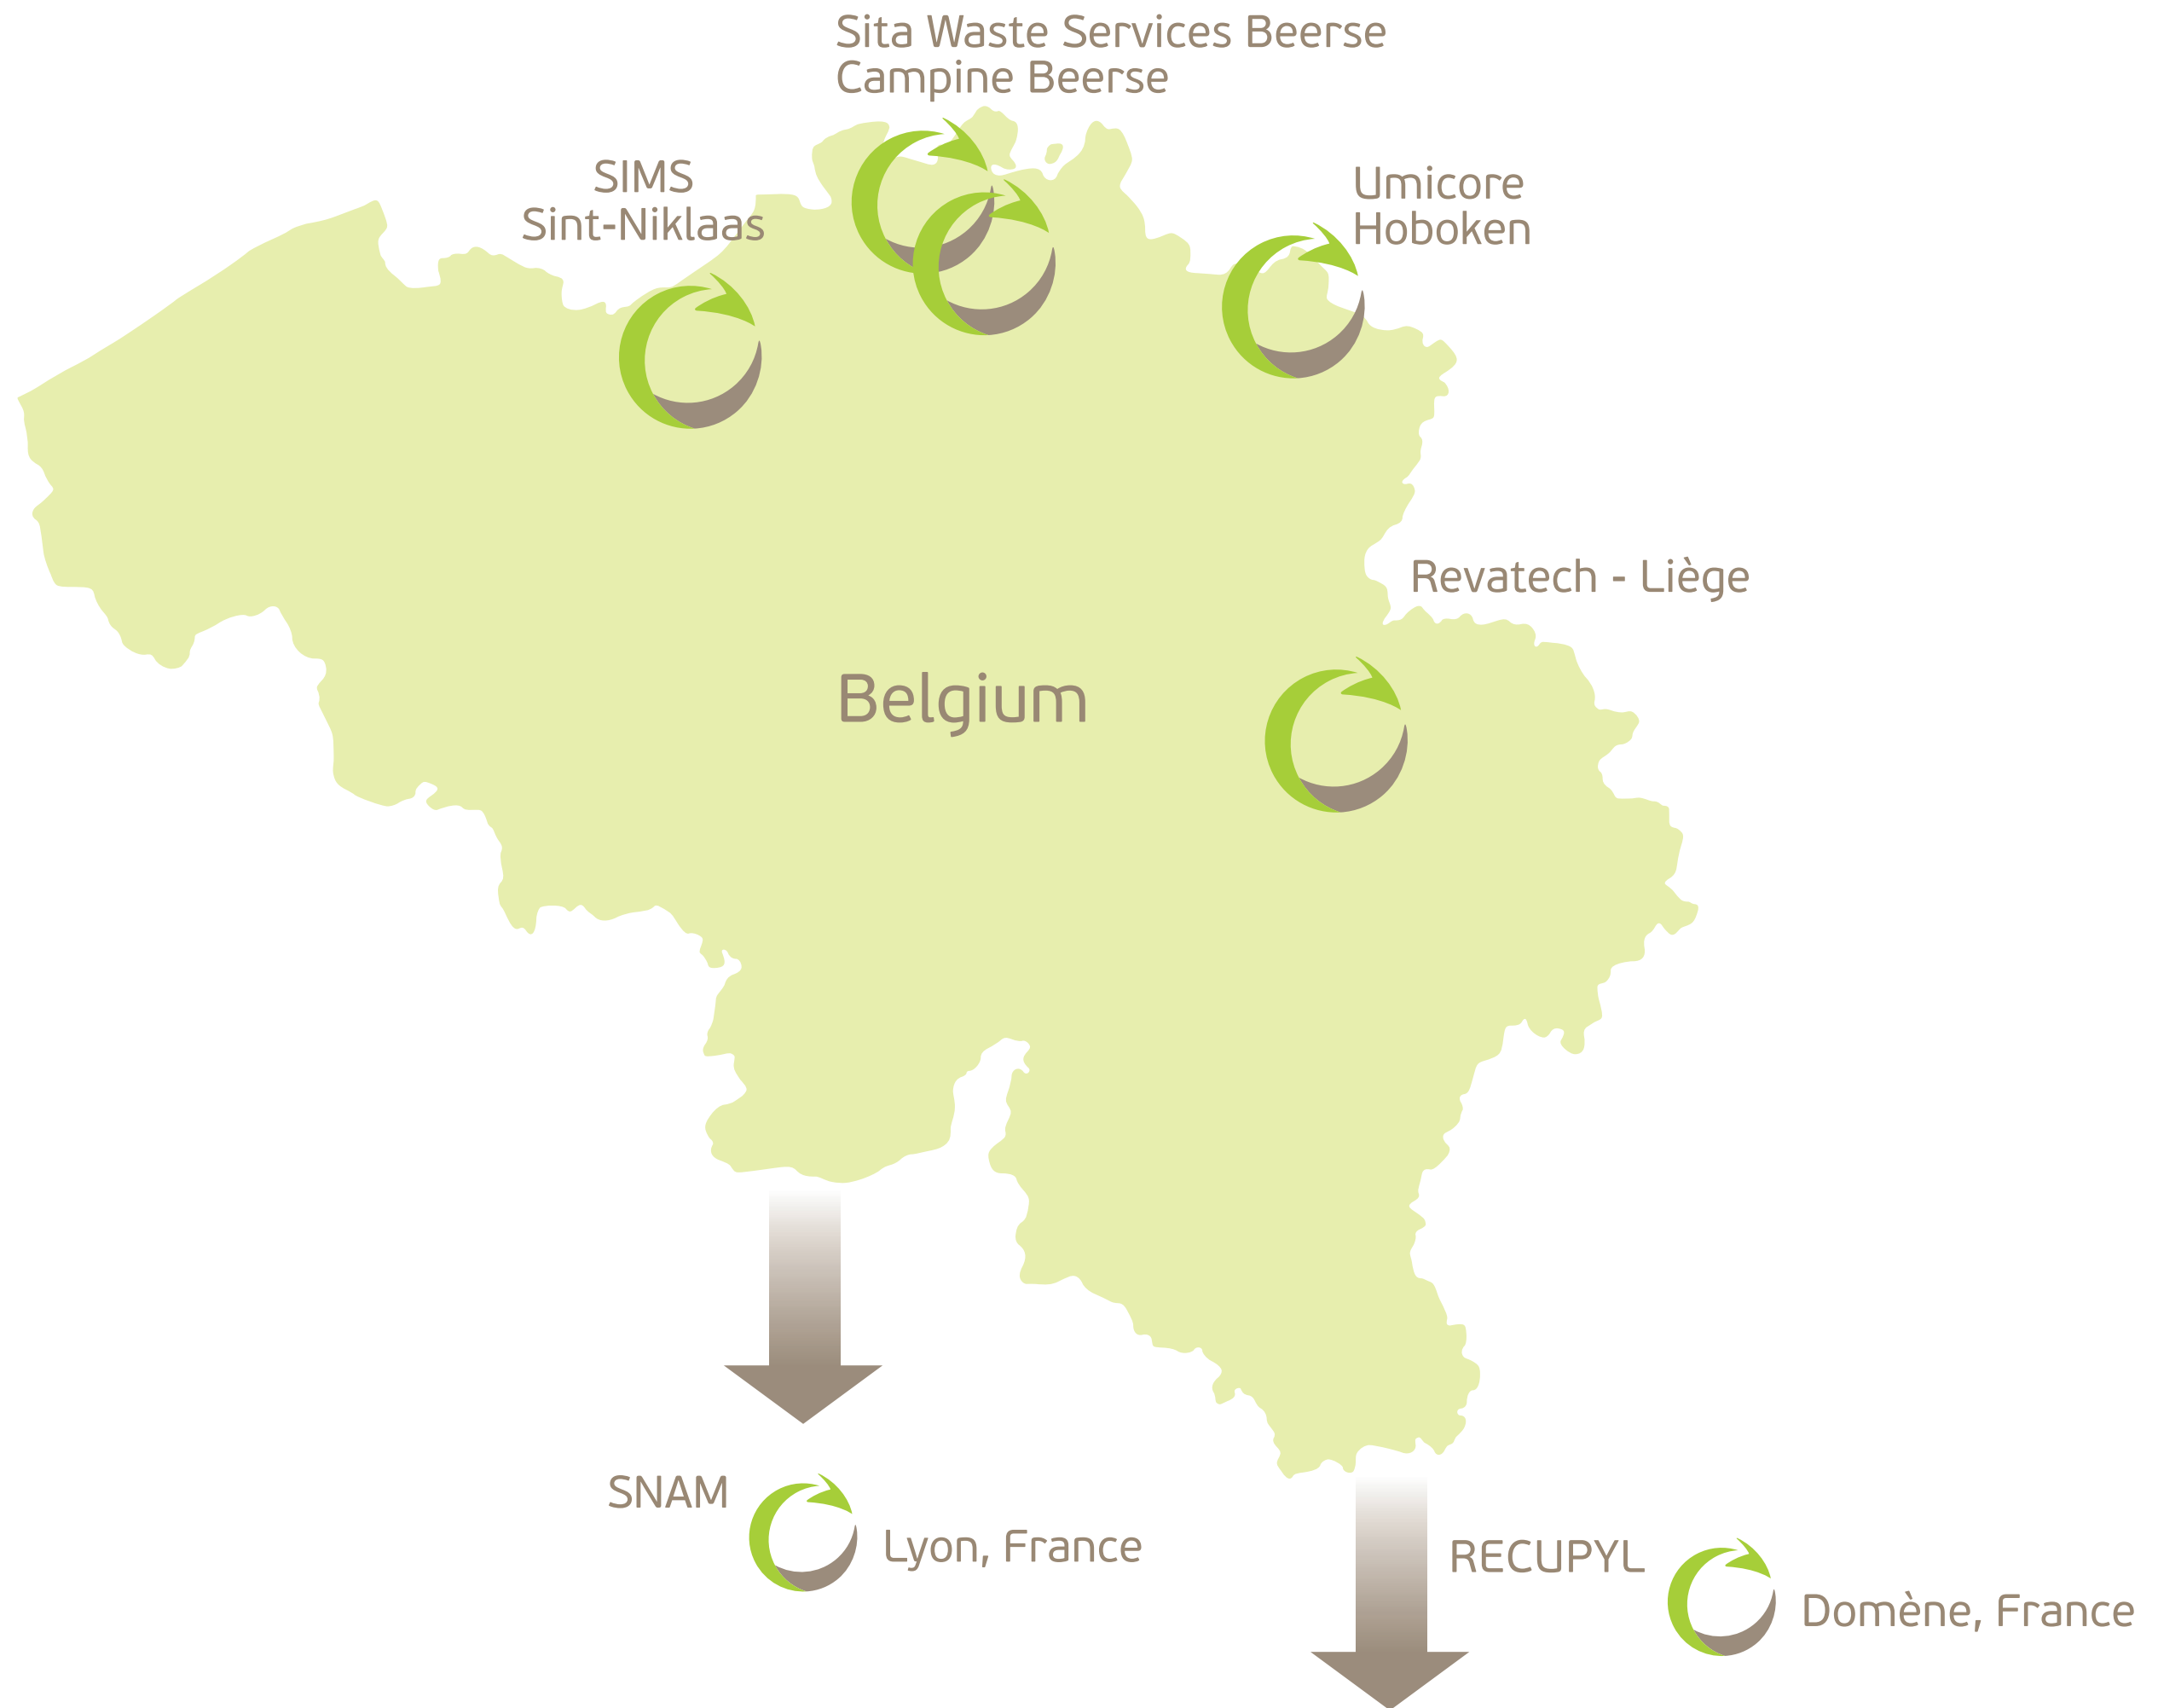 Sita Waste Services Beerse
Campine Beerse
SIMS
Sint-Niklaas
Umicore
Hoboken
Revatech - Liège
Belgium
SNAM
Lyon, France
RECUPYL
Domène, France